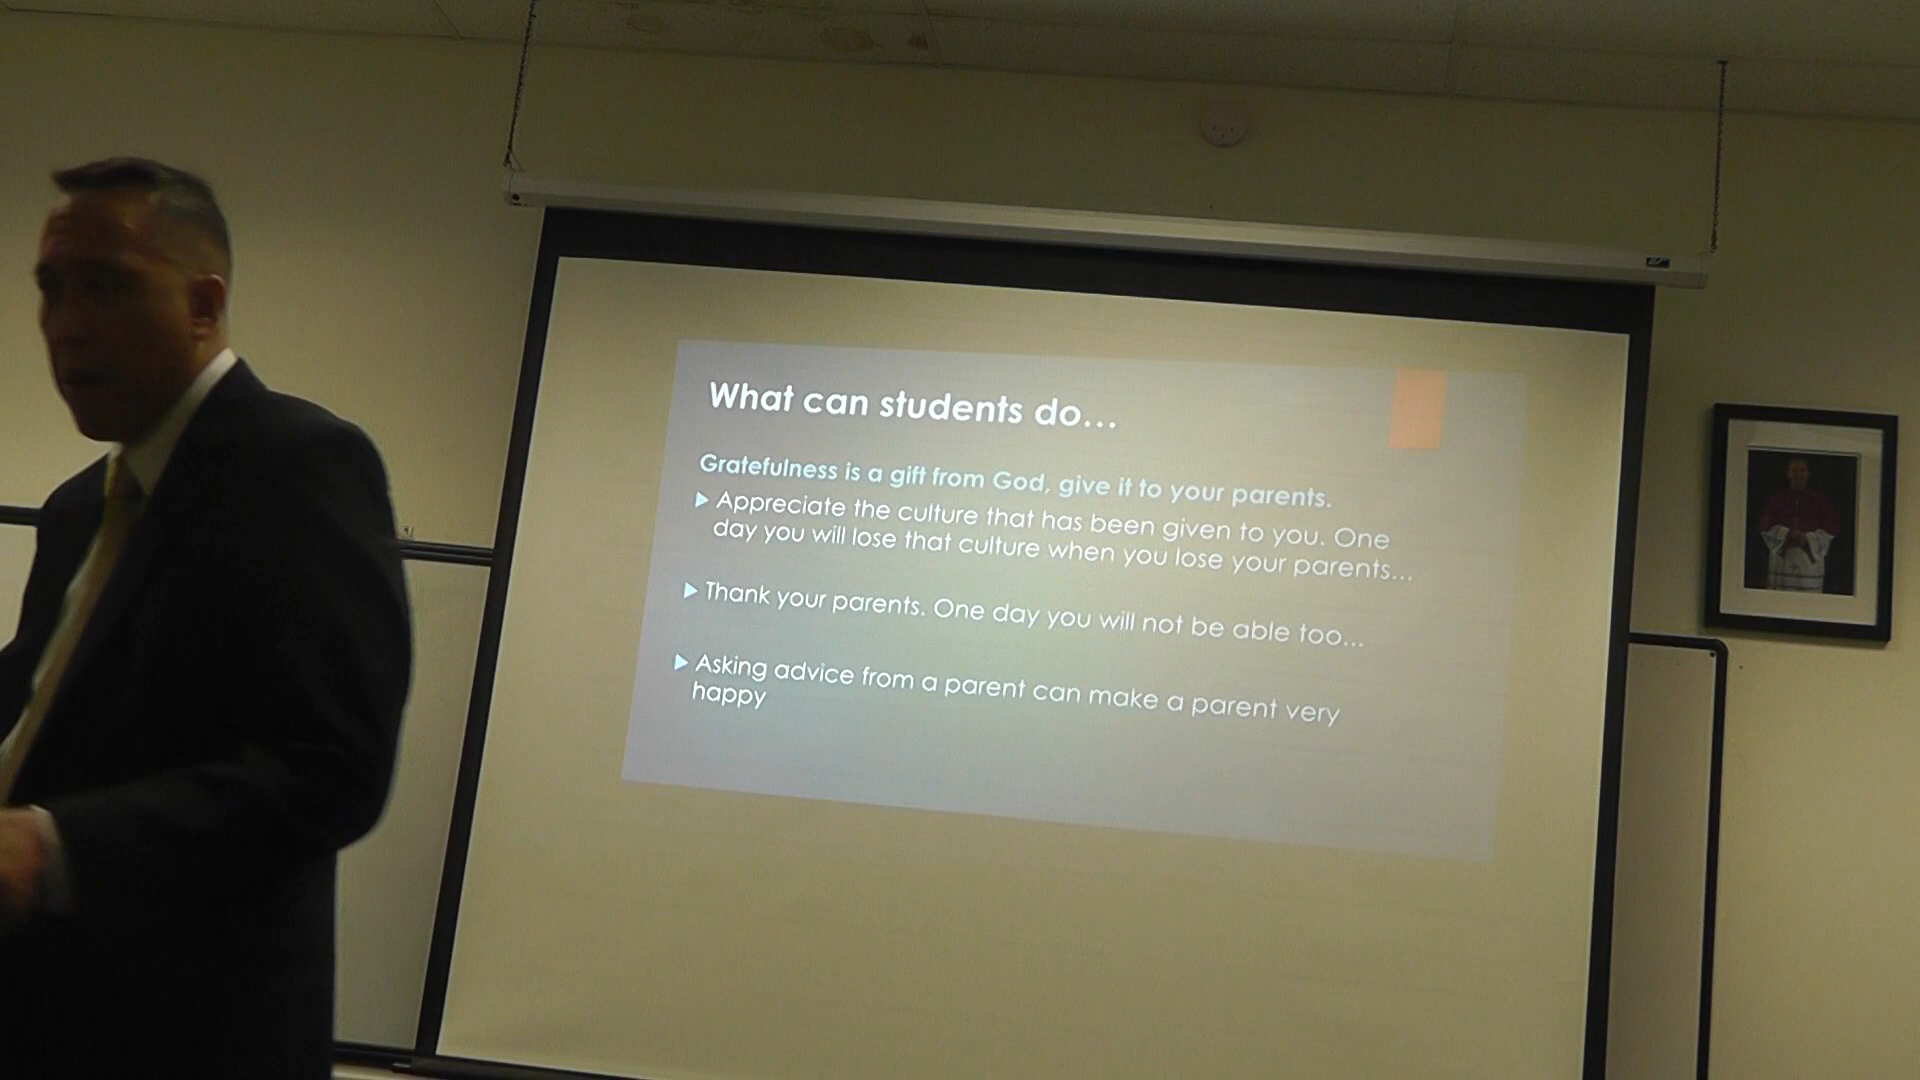 What can students do...
Gratefulness is a gift from God, give it to your parents.
Appreciate the culture that has been given to you. One
day you will lose that culture when you lose your parents...
Thank your parents. One day you will not be able too...
Asking advice from a parent can make a parent very
happy